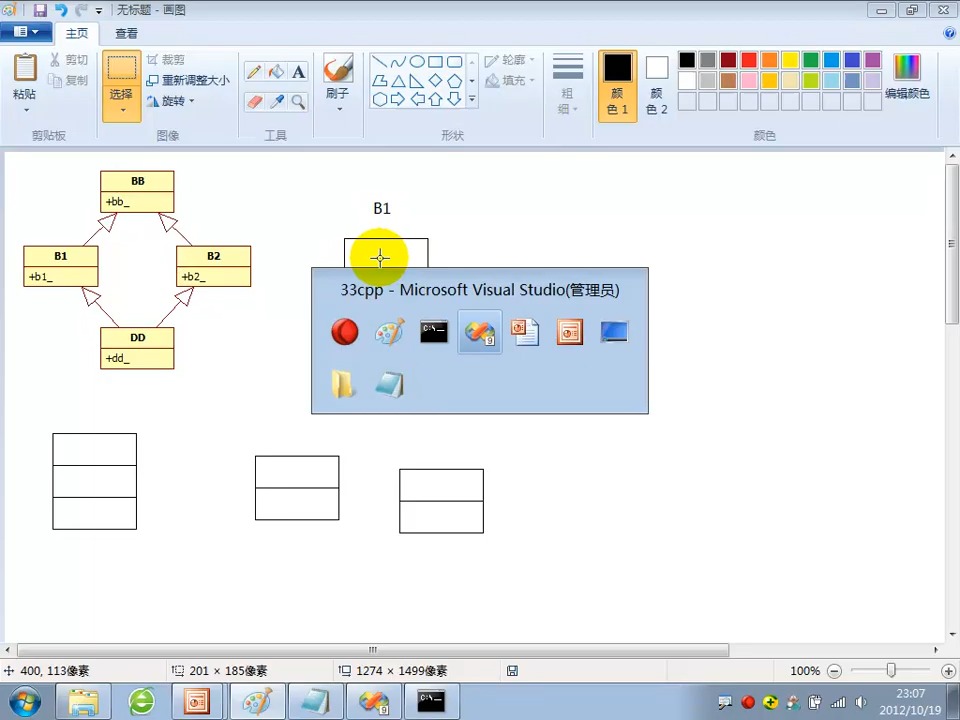 无标题 - 画图
主页
查看
粘贴
剪切
复制
剪贴板
选择
裁剪
重新调整大小
旋转
图像
A
工具
刷子
轮廓
填充
形状
粗
细
颜
色 1
颜
色 2
编辑颜色
颜色
BB
+bb_
B1
+b1_
B2
+b2_
DD
+dd_
B1
33cpp - Microsoft Visual Studio(管理员)
C:\_
9
400, 113像素
201 × 185像素
1274 × 1499像素
100%
9
C:\_
23:07
2012/10/19